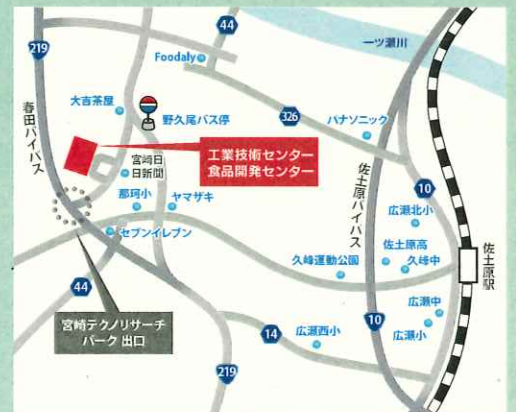 44
219
一ツ瀬川
Foodaly
大吉茶屋
野久尾バス停
326
パナソニック
春田バイパス
工業技術センター
食品開発センター
宮崎日
日新聞
佐土原バイパス
10
那珂小
ヤマザキ
広瀬北小
セブンイレブン
佐土原高
久峰中
佐土原駅
久峰運動公園
44
宮崎テクノリサーチ
パーク 出口
10
広瀬中
14
広瀬西小
広瀬小
219